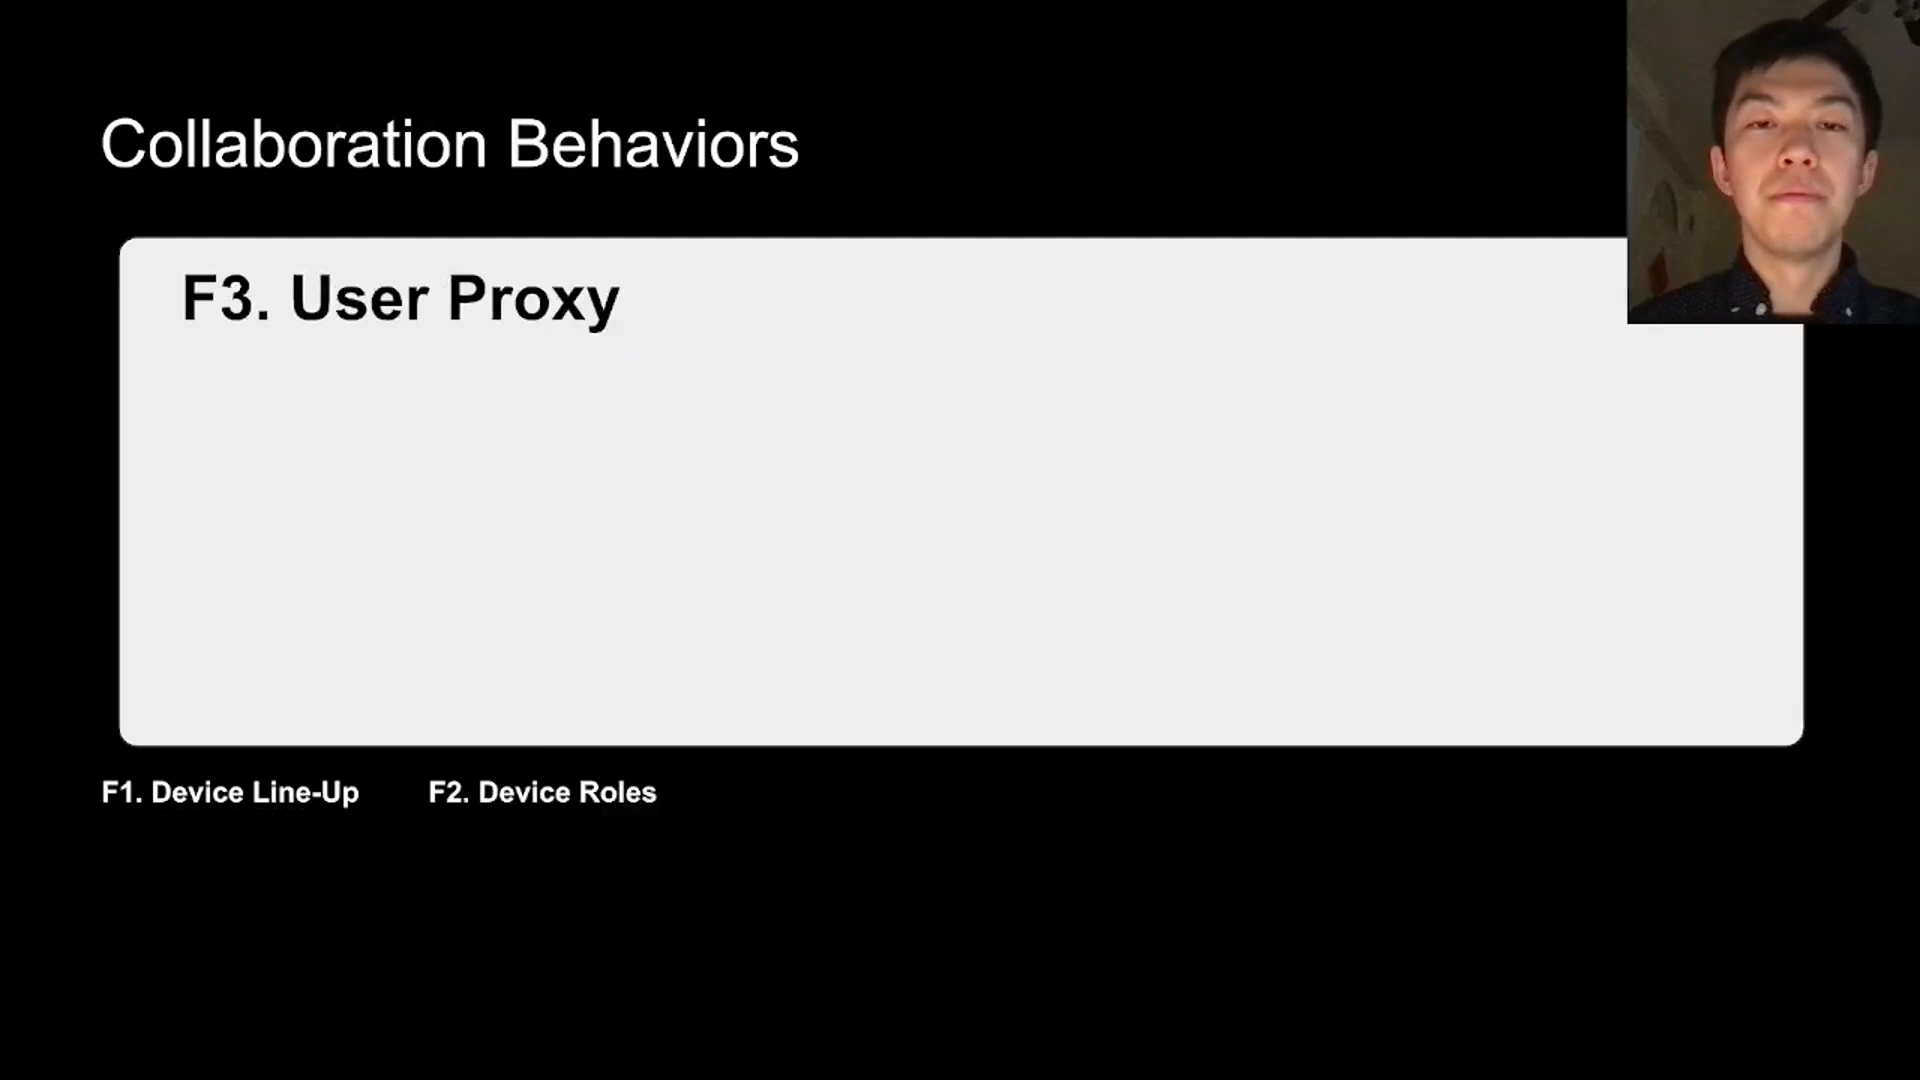 Collaboration Behaviors
F3. User Proxy
F1. Device Line-Up
F2. Device Roles